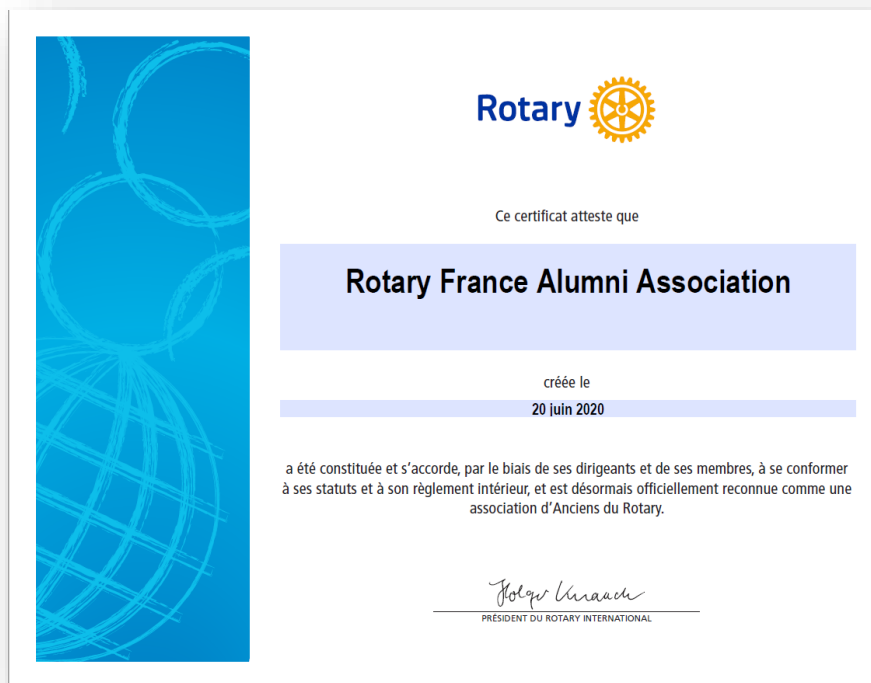 Rotary
Ce certificat atteste que
Rotary France Alumni Association
créée le
20 juin 2020
a été constituée et s’accorde, par le biais de ses dirigeants et de ses membres, à se conformer
à ses statuts et à son règlement intérieur, et est désormais officiellement reconnue comme une
association d’Anciens du Rotary.
Holger Knaack
PRÉSIDENT DU ROTARY INTERNATIONAL